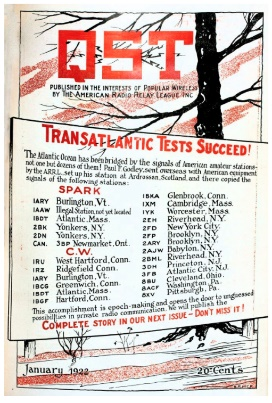 QST
PUBLISHED IN THE INTERESTS OF POPULAR WIRELESS
BY THE AMERICAN RADIO RELAY LEAGUE INC
TRANSATLANTIC TESTS SUCCEED!
The Atlantic Ocean has been bridged by the signals of American amateur stations-
not one but dozens of them! Paul F. Godley, sent overseas with American equipment
by the ARRL, set up his station at Ardrossan, Scotland, and there copied the
signals of the following stations:
SPARK
1ARY Burlington, Vt.
1AAW Illegal Station, not yet located
1BDT Atlantic, Mass.
2BK Yonkers, N.Y.
2DN Yonkers, N.Y.
CAN. 3BP Newmarket, Ont.
C.W.
1RU West Hartford, Conn.
1RZ Ridgefield Conn.
1ARY Burlington, Vt.
1BCG Greenwich, Conn.
1BDT Atlantic, Mass.
1BGF Hartford, Conn.
1BKA Glenbrook, Conn.
1XM Cambridge, Mass.
1YK Worcester, Mass.
2EH Riverhead, N.Y.
2FD New York City
2FP Brooklyn, N.Y.
2ARY Brooklyn, N.Y.
2AJW Babylon, N.Y.
2BML Riverhead, N.Y.
3DH Princeton, N.J.
3FB Atlantic City, N.J.
8BU Cleveland, Ohio.
8ACF Washington, Pa.
8XV Pittsburgh, Pa.
This accomplishment is epoch-making and opens the door to unguessed
possibilities in private radio communication. We will publish the
COMPLETE STORY IN OUR NEXT ISSUE - DON'T MISS IT!
January 1922
20 Cents